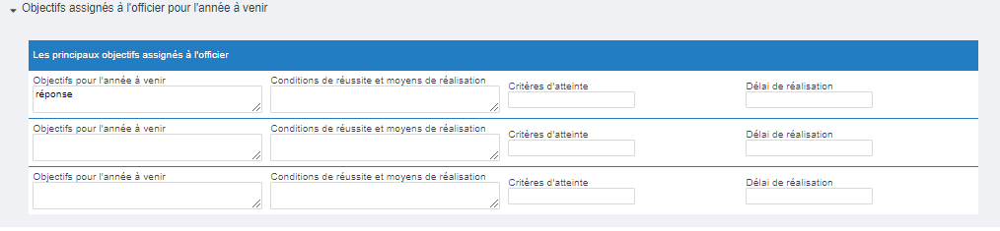 Objectifs assignés à l'officier pour l'année à venir
Les principaux objectifs assignés à l'officier
Objectifs pour l'année à venir Conditions de réussite et moyens de réalisation Critères d'atteinte Délai de réalisation
réponse
Objectifs pour l'année à venir Conditions de réussite et moyens de réalisation Critères d'atteinte Délai de réalisation
Objectifs pour l'année à venir Conditions de réussite et moyens de réalisation Critères d'atteinte Délai de réalisation